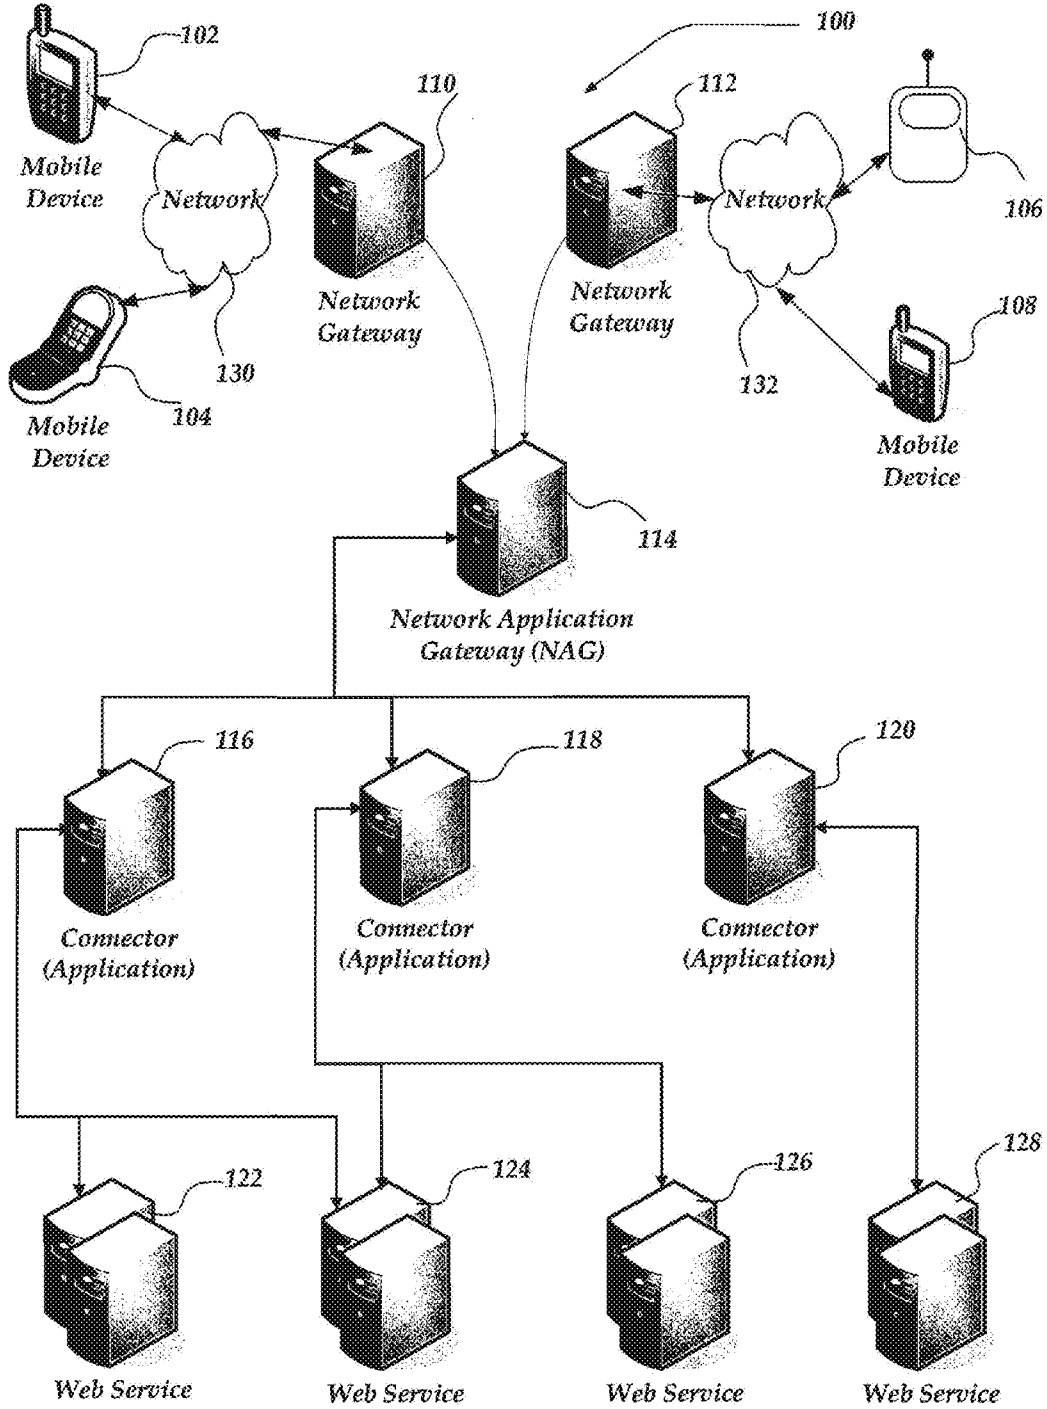 100
102
110
112
Mobile
Device
Network
Network
106
Network
Gateway
Network
Gateway
130
132
108
104
Mobile
Device
Mobile
Device
114
Network Application
Gateway (NAG)
116
118
120
Connector
(Application)
Connector
(Application)
Connector
(Application)
122
124
126
128
Web Service
Web Service
Web Service
Web Service